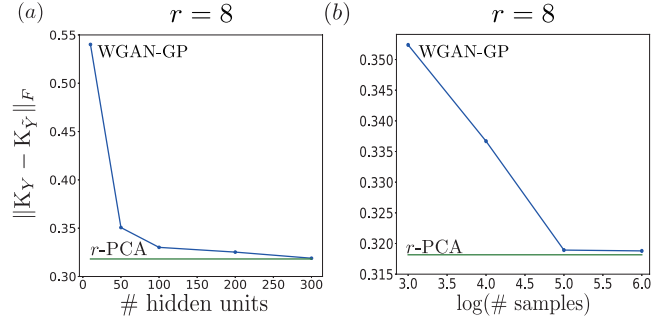 (a) r = 8
0.55
0.50
0.45
0.40
0.35
0.30
||K_Y − K_Ỹ||_F
WGAN-GP
r-PCA
0 50 100 150 200 250 300
# hidden units
(b) r = 8
0.350
0.345
0.340
0.335
0.330
0.325
0.320
0.315
WGAN-GP
r-PCA
3.0 3.5 4.0 4.5 5.0 5.5 6.0
log(# samples)